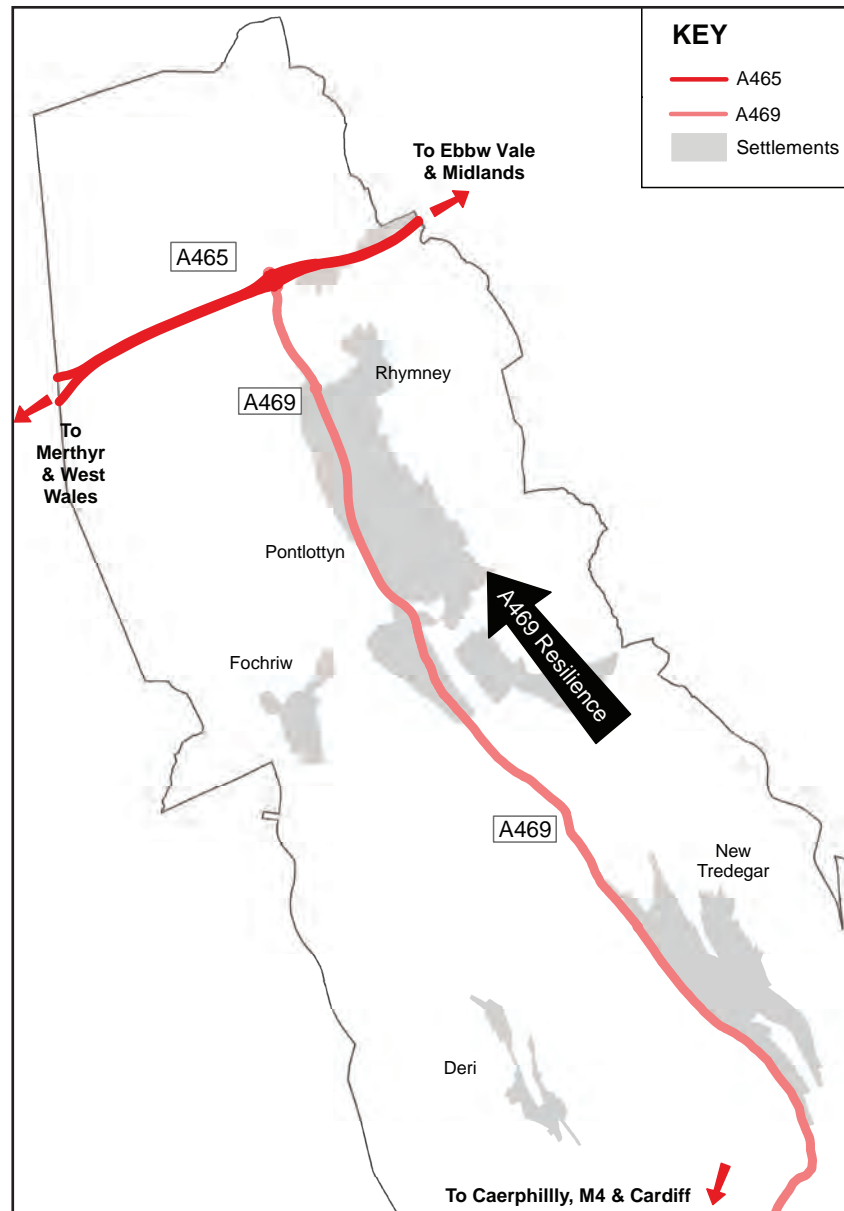 KEY
A465
A469
Settlements
To Ebbw Vale
& Midlands
A465
Rhymney
A469
To
Merthyr
& West
Wales
Pontlottyn
A469 Resilience
Fochriw
A469
New
Tredegar
Deri
To Caerphillly, M4 & Cardiff